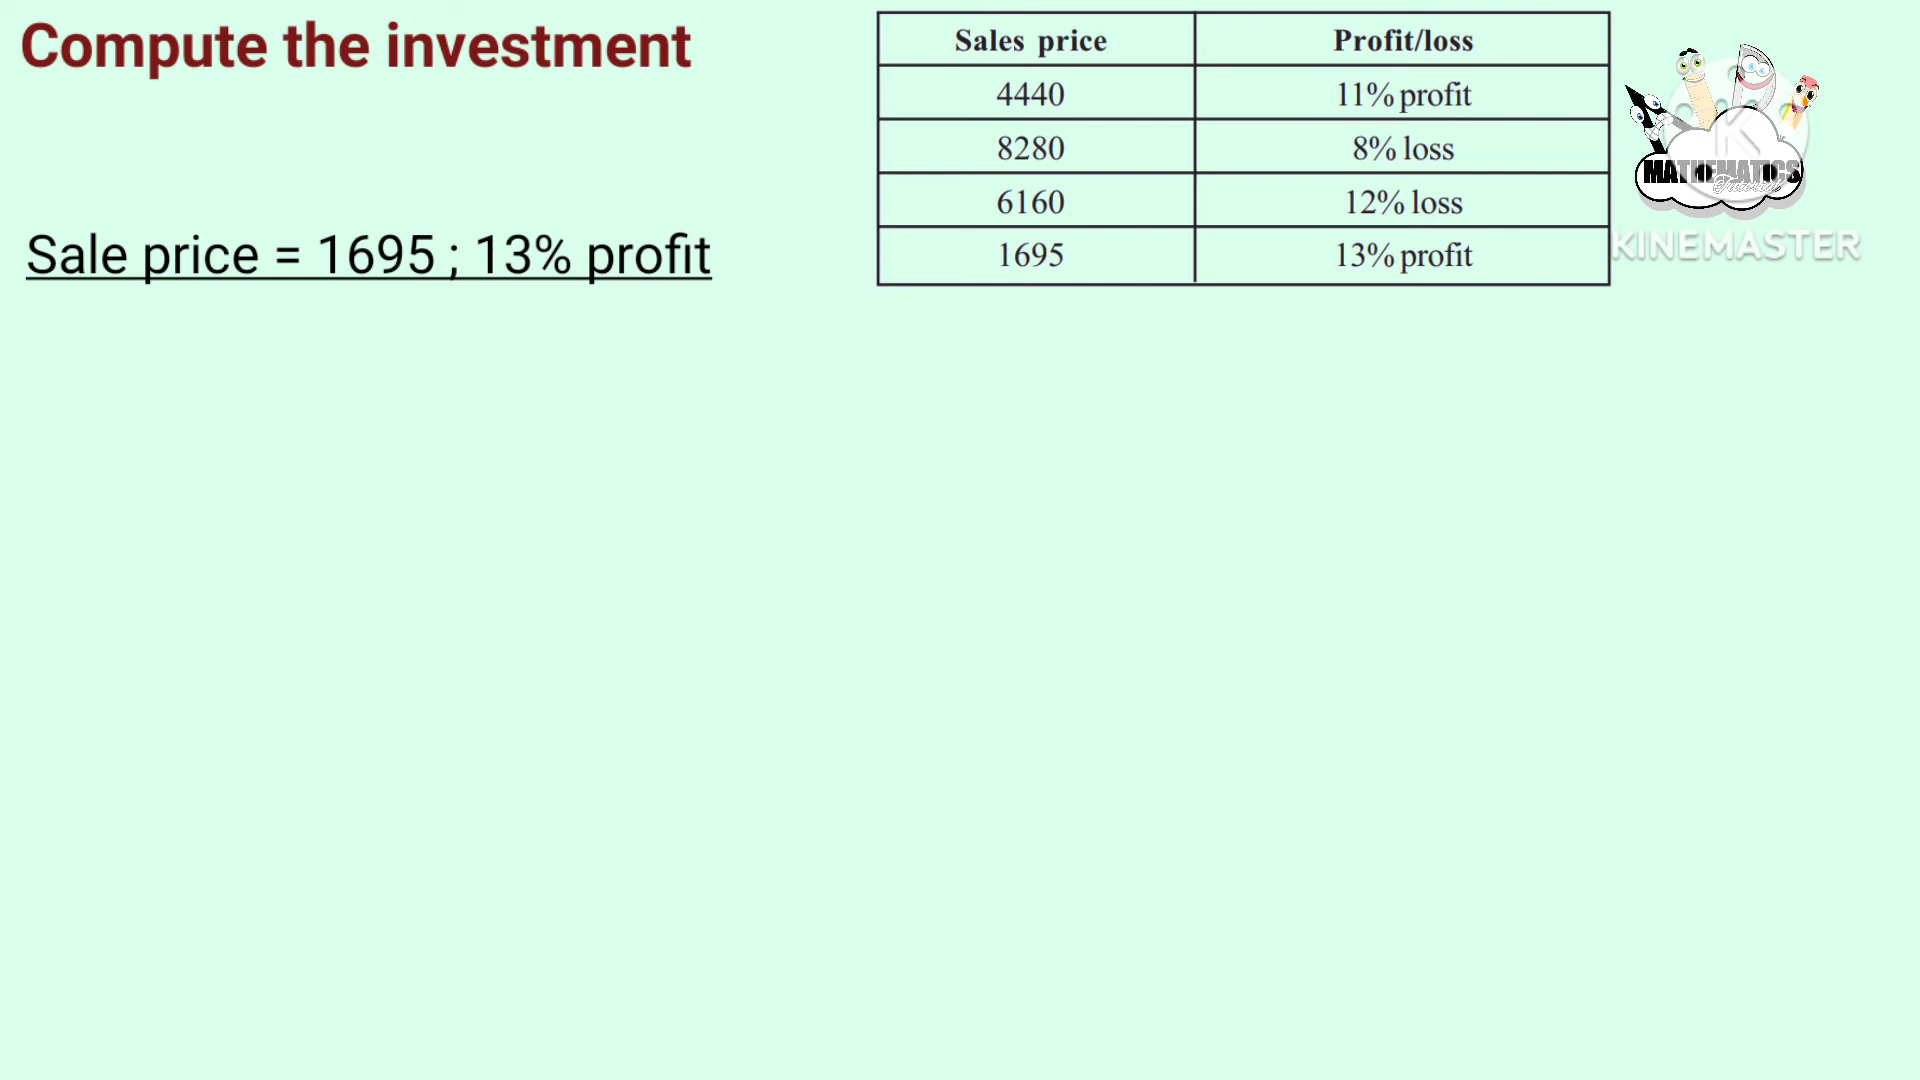 Compute the investment
Sale price = 1695 ; 13% profit
Sales price Profit/loss
4440 11% profit
8280 8% loss
6160 12% loss
1695 13% profit
MATHEMATICS
Tutorial
KINEMASTER